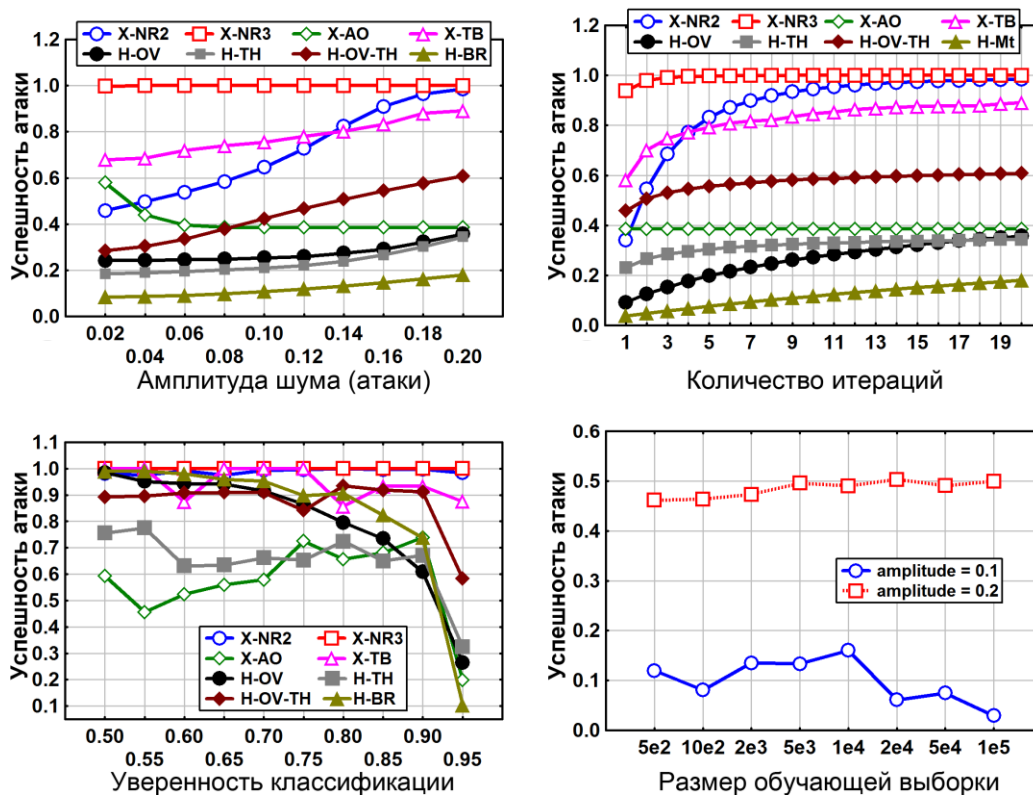 X-NR2 X-NR3 X-AO X-TB
H-OV H-TH H-OV-TH H-BR
Успешность атаки
1.2
1.0
0.8
0.6
0.4
0.2
0.0
0.02 0.06 0.10 0.14 0.18
0.04 0.08 0.12 0.16 0.20
Амплитуда шума (атаки)
X-NR2 X-NR3 X-AO X-TB
H-OV H-TH H-OV-TH H-Mt
Успешность атаки
1.2
1.0
0.8
0.6
0.4
0.2
0.0
1 3 5 7 9 11 13 15 17 19
Количество итераций
Успешность атаки
1.1
1.0
0.9
0.8
0.7
0.6
0.5
0.4
0.3
0.2
0.1
X-NR2 X-NR3
X-AO X-TB
H-OV H-TH
H-OV-TH H-BR
0.50 0.60 0.70 0.80 0.90
0.55 0.65 0.75 0.85 0.95
Уверенность классификации
Успешность атаки
0.6
0.5
0.4
0.3
0.2
0.1
0.0
amplitude = 0.1
amplitude = 0.2
5e2 10e2 2e3 5e3 1e4 2e4 5e4 1e5
Размер обучающей выборки